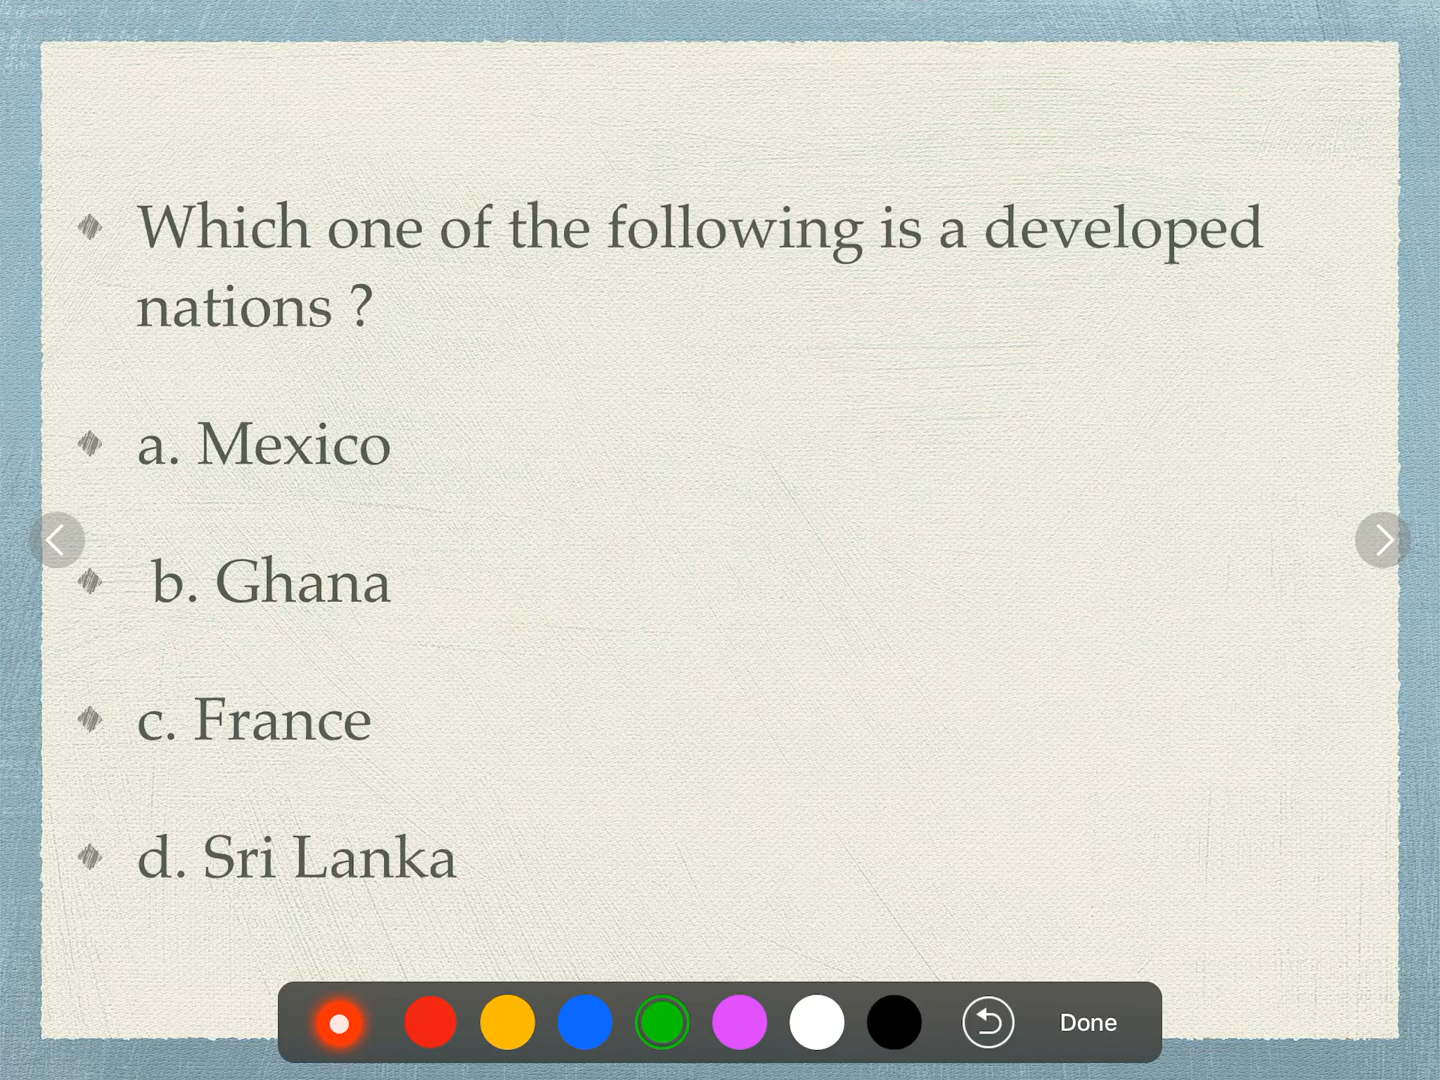 Which one of the following is a developed
nations ?
a. Mexico
b. Ghana
c. France
d. Sri Lanka
Done